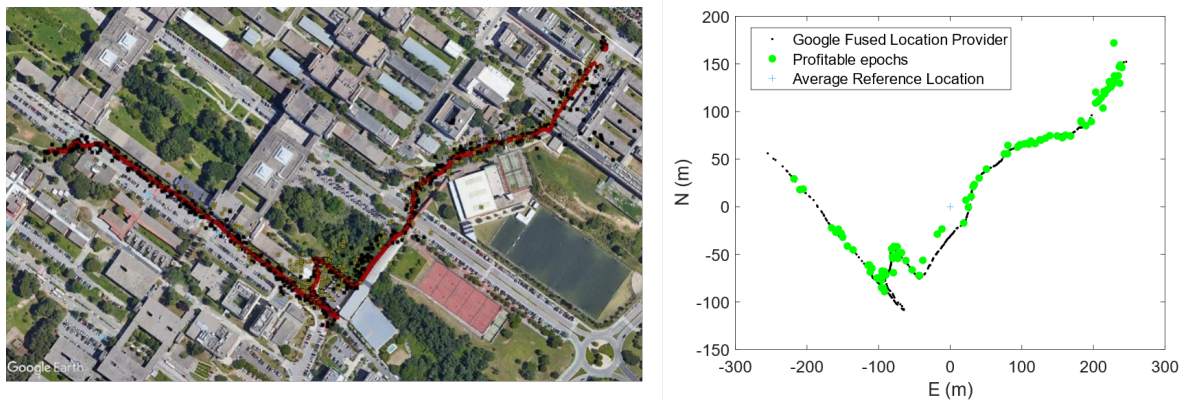 Google Earth
200
150
100
50
0
-50
-100
-150
-300
-200
-100
0
100
200
300
N (m)
E (m)
Google Fused Location Provider
Profitable epochs
Average Reference Location